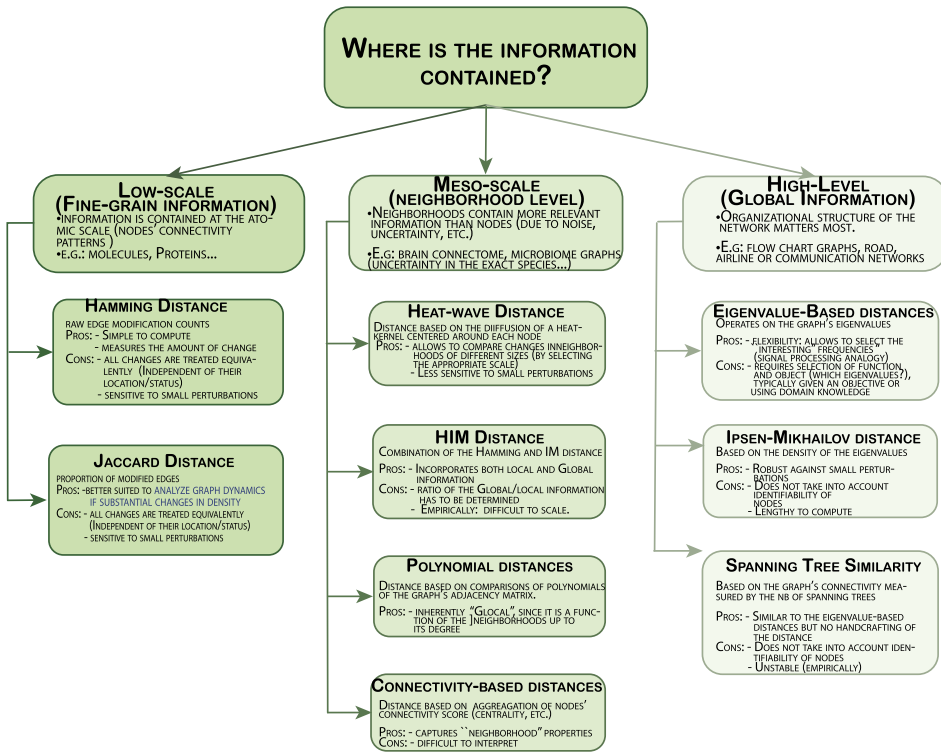 Where is the information
contained?
Low-scale
(Fine-grain information)
•information is contained at the ato-
mic scale (nodes' connectivity
patterns )
•e.g.: molecules, Proteins...
Hamming Distance
raw edge modification counts
Pros: - Simple to compute
- measures the amount of change
Cons: - all changes are treated equiva-
lently (Independent of their
location/status)
- sensitive to small perturbations
Jaccard Distance
proportion of modified edges
Pros: -better suited to analyze graph dynamics
if substantial changes in density
Cons: - all changes are treated equivalently
(Independent of their location/status)
- sensitive to small perturbations
Meso-scale
(neighborhood level)
•Neighborhoods contain more relevant
information than nodes (due to noise,
uncertainty, etc.)
•E.g: brain connectome, microbiome graphs
(uncertainty in the exact species...)
Heat-wave Distance
Distance based on the diffusion of a heat-
kernel centered around each node
Pros: - allows to compare changes inneighbor-
hoods of different sizes (by selecting
the appropriate scale)
- Less sensitive to small perturbations
HIM Distance
Combination of the Hamming and IM distance
Pros: - Incorporates both local and Global
information
Cons: - ratio of the Global/local information
has to be determined
- Empirically: difficult to scale.
Polynomial distances
Distance based on comparisons of polynomials
of the graph's adjacency matrix.
Pros: - inherently "Glocal", since it is a func-
tion of the ]neighborhoods up to
its degree
Connectivity-based distances
Distance based on aggreagation of nodes'
connectivity score (centrality, etc.)
Pros: - captures ``neighborhood" properties
Cons: - difficult to interpret
High-Level
(Global Information)
•Organizational structure of the
network matters most.
•E.g: flow chart graphs, road,
airline or communication networks
Eigenvalue-Based distances
Operates on the graph's eigenvalues
Pros: - flexibility: allows to select the
"interesting" frequencies"
(signal processing analogy)
Cons: - requires selection of function
and object (which eigenvalues?),
typically given an objective or
using domain knowledge
Ipsen-Mikhailov distance
Based on the density of the eigenvalues
Pros: - Robust against small pertur-
bations
Cons: - Does not take into account
identifiability of
nodes
- Lengthy to compute
Spanning Tree Similarity
Based on the graph's connectivity mea-
sured by the nb of spanning trees
Pros: - Similar to the eigenvalue-based
distances but no handcrafting of
the distance
Cons: - Does not take into account iden-
tifiability of nodes
- Unstable (empirically)